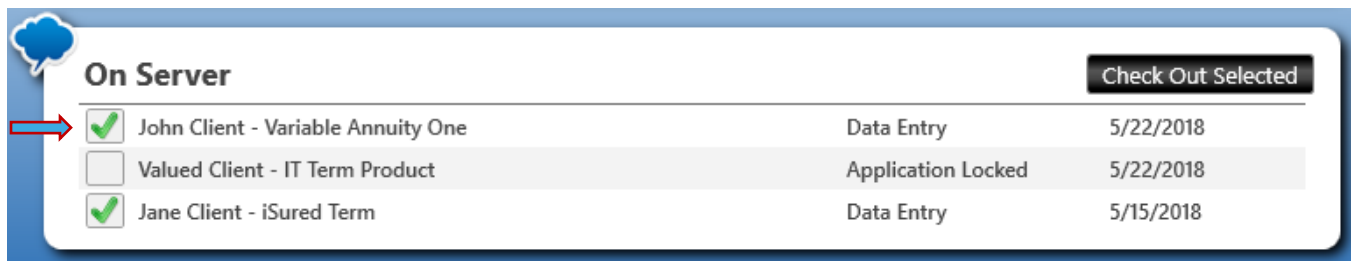 On Server Check Out Selected
John Client - Variable Annuity One Data Entry 5/22/2018
Valued Client - IT Term Product Application Locked 5/22/2018
Jane Client - iSured Term Data Entry 5/15/2018